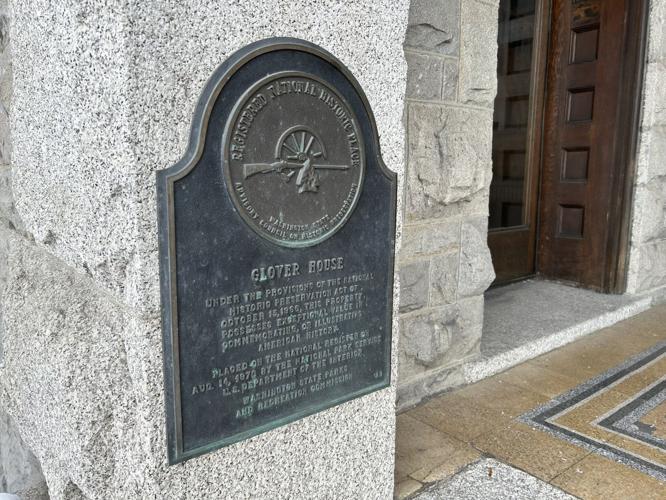 REGISTERED NATIONAL HISTORIC PLACE
WASHINGTON STATE
ADVISORY COUNCIL ON HISTORIC PRESERVATION
GLOVER HOUSE
UNDER THE PROVISIONS OF THE NATIONAL
HISTORIC PRESERVATION ACT OF
OCTOBER 15, 1966, THIS PROPERTY
POSSESSES EXCEPTIONAL VALUE IN
COMMEMORATING, OR ILLUSTRATING
AMERICAN HISTORY.
PLACED ON THE NATIONAL REGISTER ON
AUG. 14, 1973 BY THE NATIONAL PARK SERVICE
U.S. DEPARTMENT OF THE INTERIOR.
WASHINGTON STATE PARKS
AND RECREATION COMMISSION